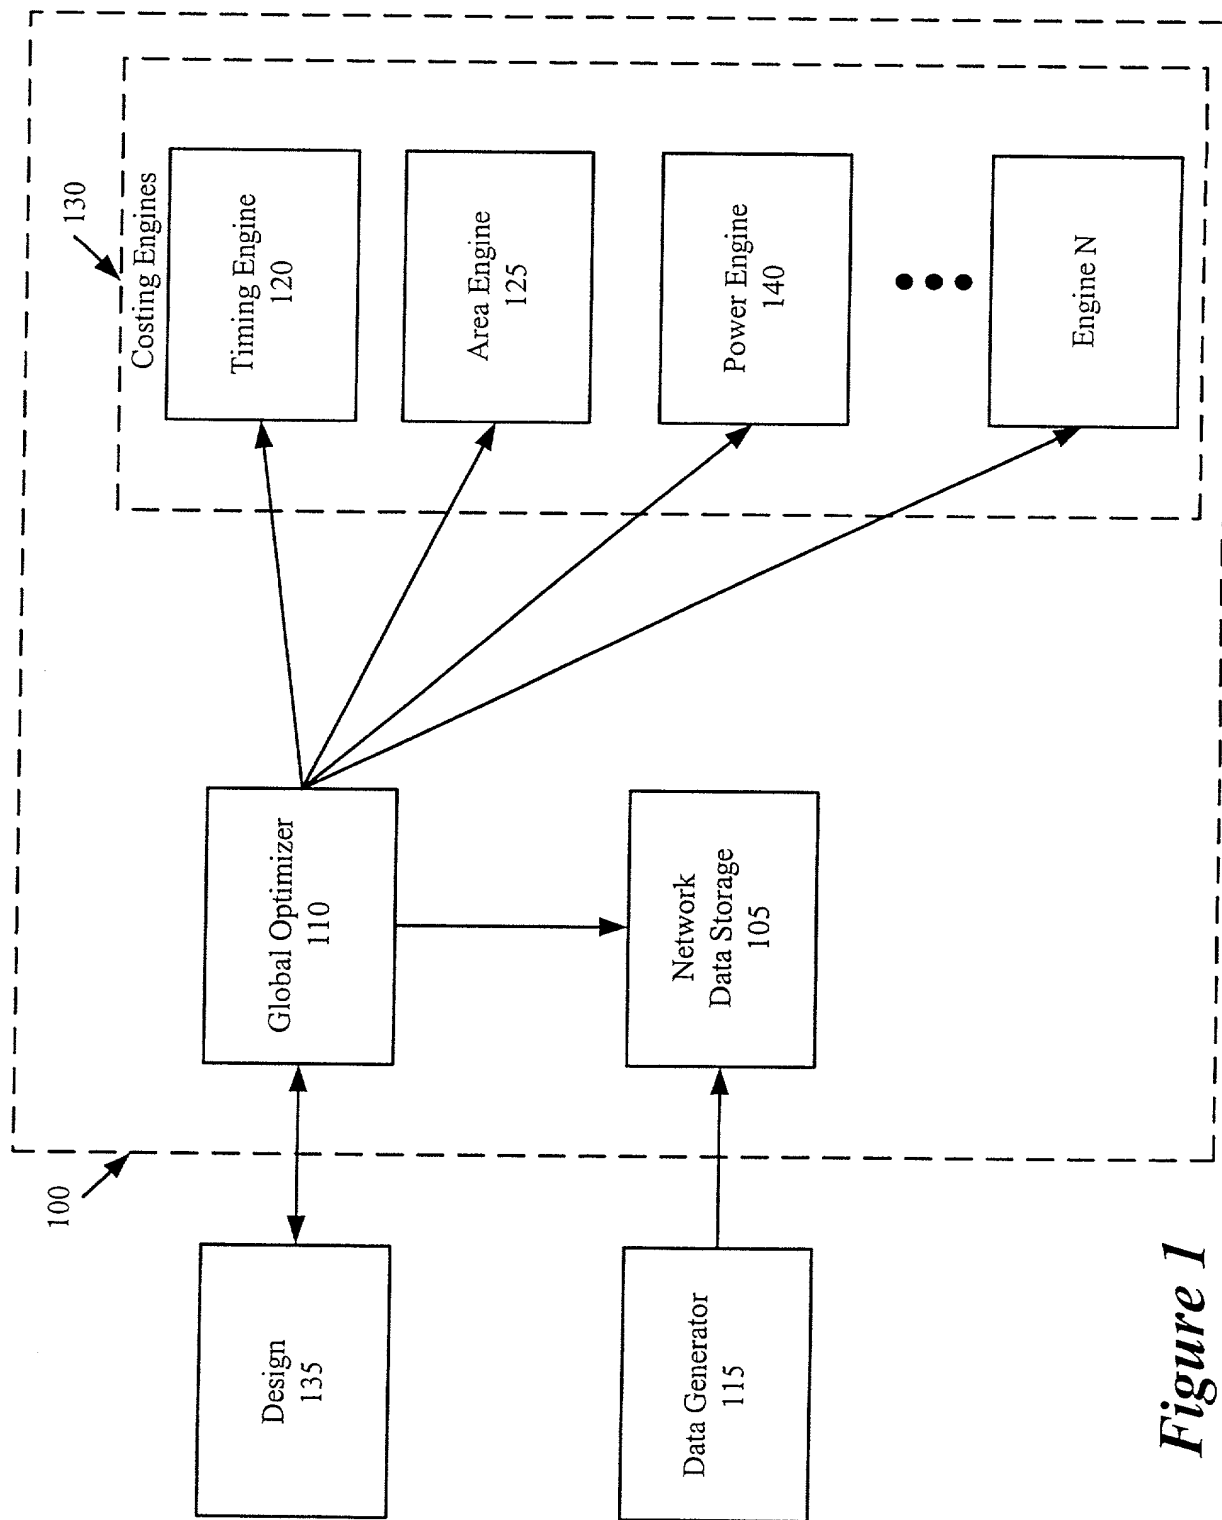 100
130
Costing Engines
Design
135
Global Optimizer
110
Timing Engine
120
Area Engine
125
Data Generator
115
Network
Data Storage
105
Power Engine
140
Engine N
Figure 1